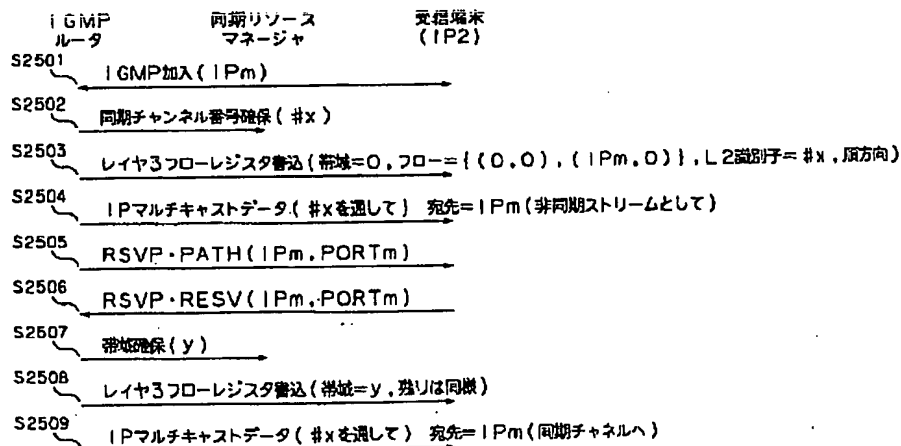 IGMP
ルータ
同期リソース
マネージャ
受信端末
(IP2)
S2501
IGMP加入(IPm)
S2502
同期チャンネル番号確保(#x)
S2503
レイヤ3フローレジスタ書込(帯域=0,フロー={(0,0),(IPm,0)},L2識別子=#x,順方向)
S2504
IPマルチキャストデータ(#xを通して) 宛先=IPm(非同期ストリームとして)
S2505
RSVP・PATH(IPm,PORTm)
S2506
RSVP・RESV(IPm,PORTm)
S2507
帯域確保(y)
S2508
レイヤ3フローレジスタ書込(帯域=y,残りは同様)
S2509
IPマルチキャストデータ(#xを通して) 宛先=IPm(同期チャネルへ)